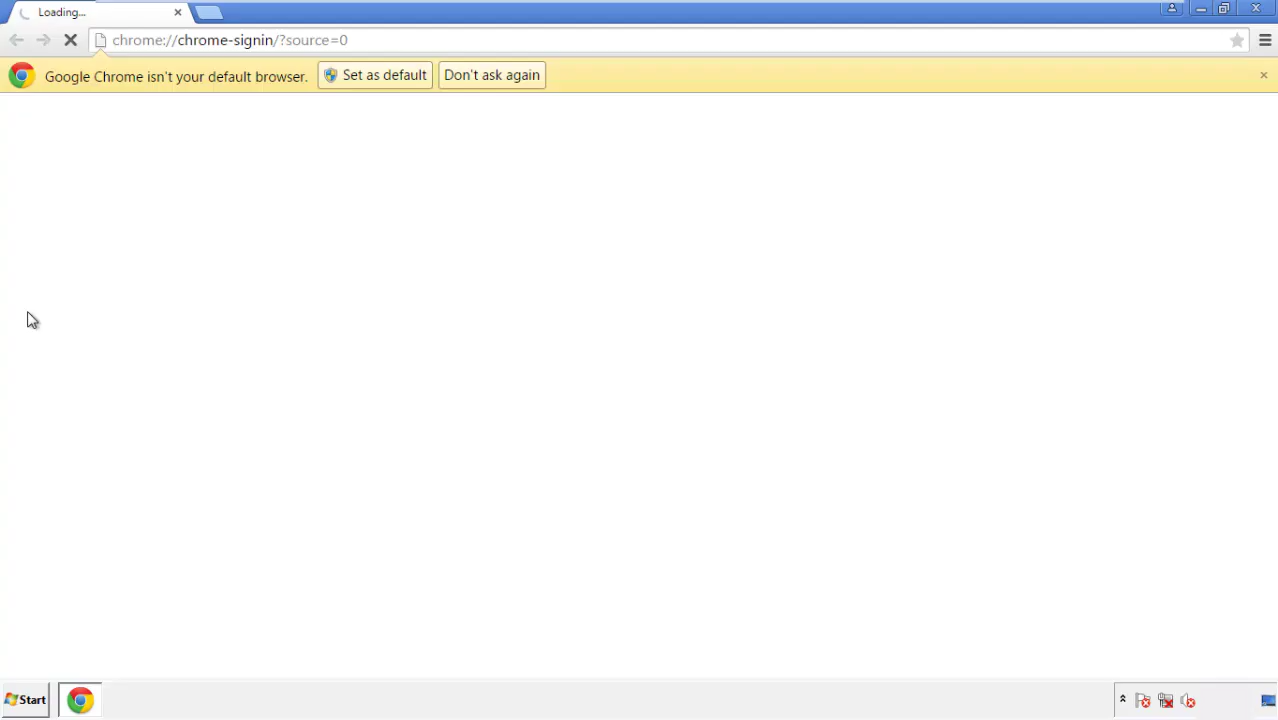 Loading...
chrome://chrome-signin/?source=0
Google Chrome isn't your default browser. Set as default Don't ask again
Start